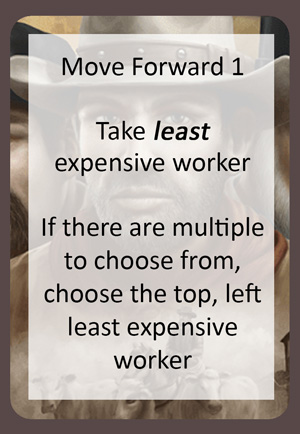 Move Forward 1
Take least
expensive worker
If there are multiple
to choose from,
choose the top, left
least expensive
worker